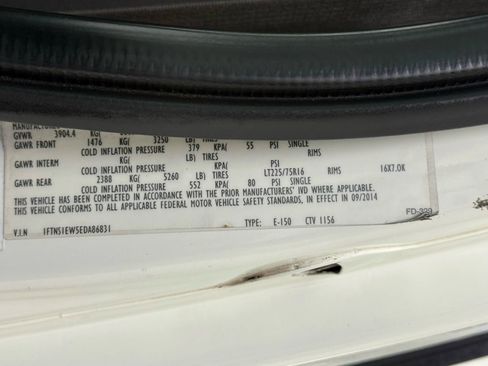 MANUFACTURE
GVWR 3904.4 KG(
GAWR FRONT 1476 KG( 3250 LB) TIRES
COLD INFLATION PRESSURE 379 KPA( 55 PSI SINGLE
GAWR INTERM KG( LB) TIRES RIMS
COLD INFLATION PRESSURE KPA( PSI
GAWR REAR 2388 KG( 5260 LB) TIRES LT225/75R16 RIMS 16X7.0K
COLD INFLATION PRESSURE 552 KPA( 80 PSI SINGLE
THIS VEHICLE HAS BEEN COMPLETED IN ACCORDANCE WITH THE PRIOR MANUFACTURERS' IVD WHERE APPLICABLE.
THIS VEHICLE CONFORMS TO ALL APPLICABLE FEDERAL MOTOR VEHICLE SAFETY STANDARDS, IN EFFECT IN 09/2014
FD-329
V.I.N 1FTNS1EW5EDA86831 TYPE: E-150 CTV 1156